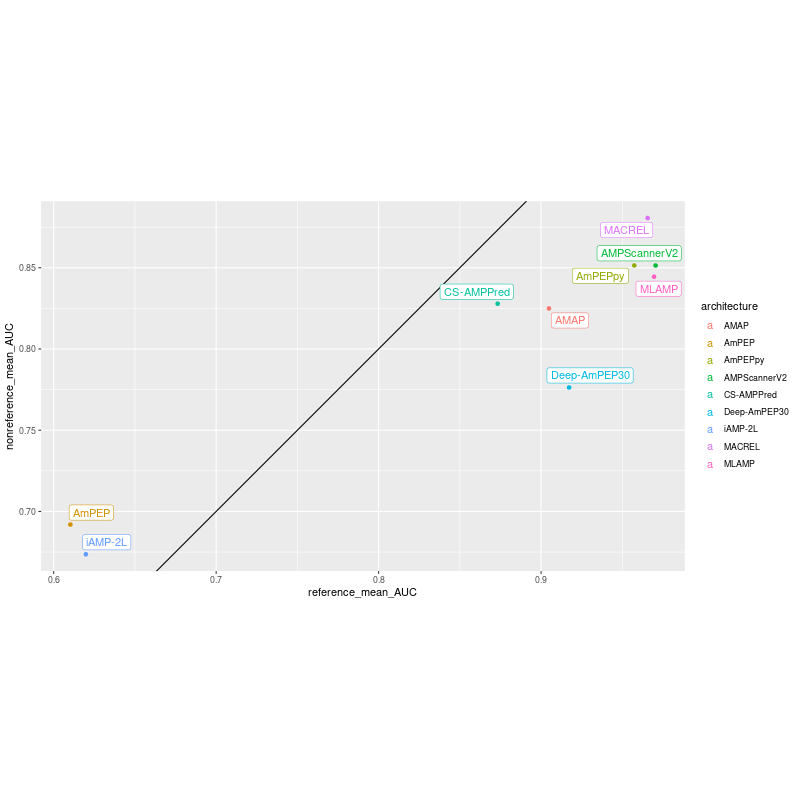 MACREL
AMPScannerV2
AmPEPpy
MLAMP
CS-AMPPred
AMAP
Deep-AmPEP30
AmPEP
iAMP-2L
0.85
0.80
0.75
0.70
nonreference_mean_AUC
0.6
0.7
0.8
0.9
reference_mean_AUC
architecture
a AMAP
a AmPEP
a AmPEPpy
a AMPScannerV2
a CS-AMPPred
a Deep-AmPEP30
a iAMP-2L
a MACREL
a MLAMP